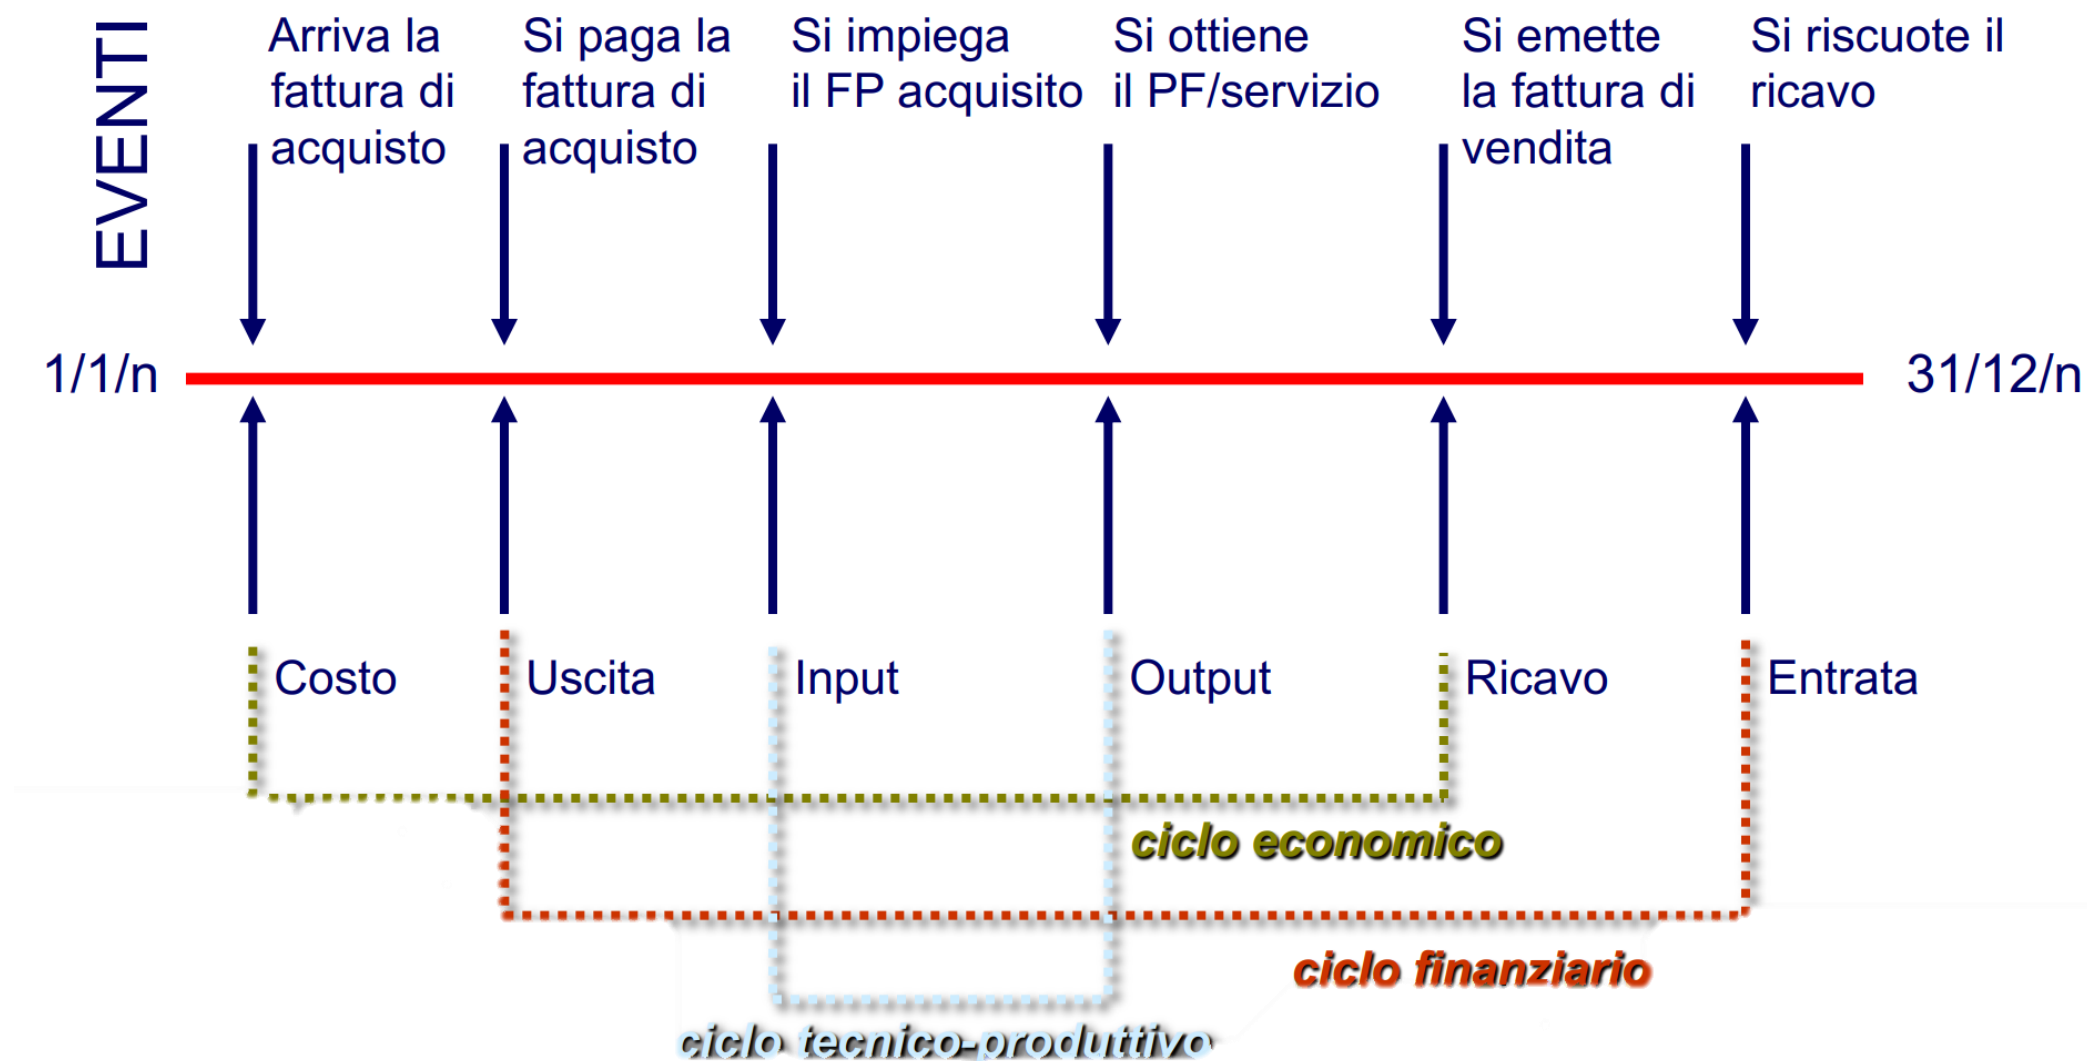 EVENTI
Arriva la
fattura di
acquisto
Si paga la
fattura di
acquisto
Si impiega
il FP acquisito
Si ottiene
il PF/servizio
Si emette
la fattura di
vendita
Si riscuote il
ricavo
1/1/n
31/12/n
Costo
Uscita
Input
Output
Ricavo
Entrata
ciclo economico
ciclo finanziario
ciclo tecnico-produttivo